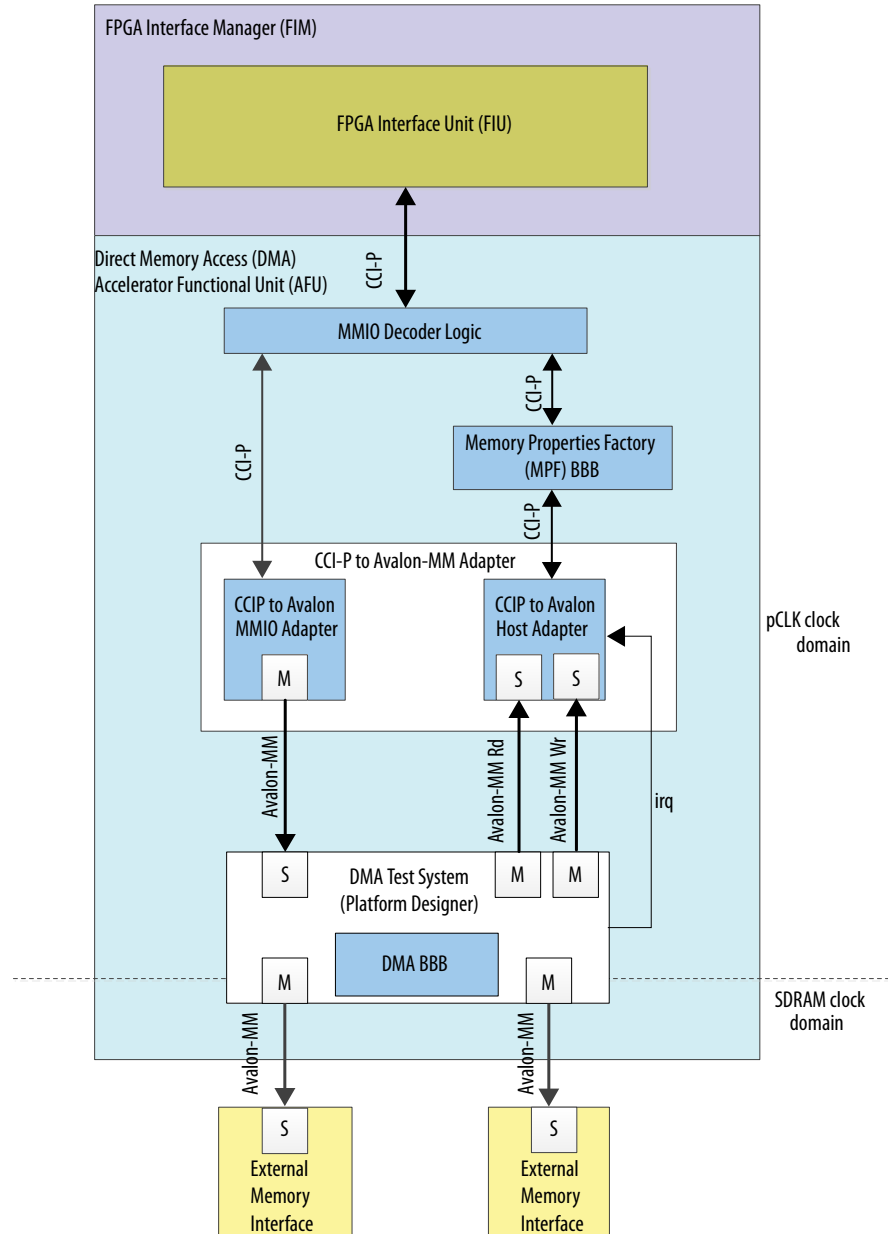 FPGA Interface Manager (FIM)
FPGA Interface Unit (FIU)
Direct Memory Access (DMA)
Accelerator Functional Unit (AFU)
CCI-P
MMIO Decoder Logic
CCI-P
CCI-P
Memory Properties Factory
(MPF) BBB
CCI-P
CCI-P to Avalon-MM Adapter
CCIP to Avalon
MMIO Adapter
M
CCIP to Avalon
Host Adapter
S
S
pCLK clock
domain
Avalon-MM
Avalon-MM Rd
Avalon-MM Wr
irq
S
DMA Test System
(Platform Designer)
M
M
DMA BBB
M
M
SDRAM clock
domain
Avalon-MM
Avalon-MM
S
External
Memory
Interface
S
External
Memory
Interface